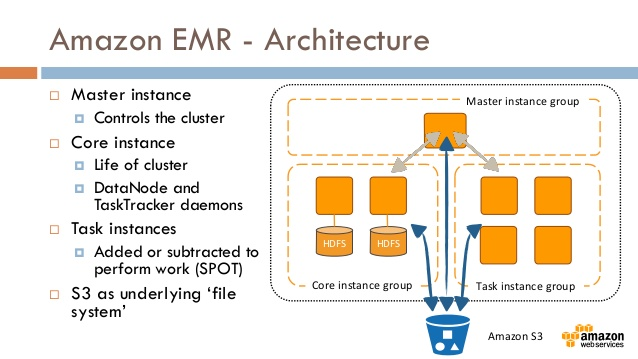 Amazon EMR - Architecture
Master instance
Controls the cluster
Core instance
Life of cluster
DataNode and
TaskTracker daemons
Task instances
Added or subtracted to
perform work (SPOT)
S3 as underlying ‘file
system’
Master instance group
HDFS
HDFS
Core instance group
Task instance group
Amazon S3
amazon
webservices